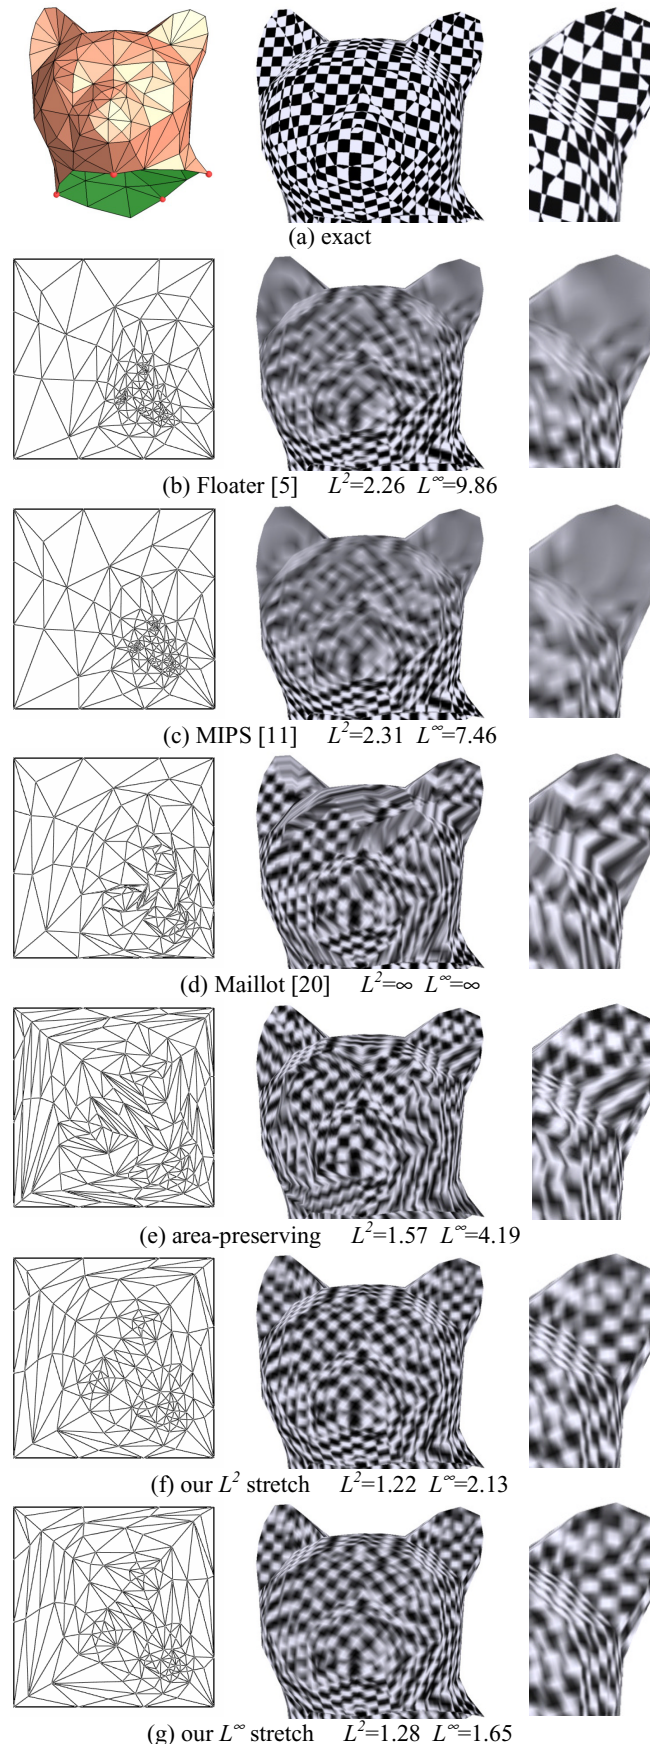 (a) exact
(b) Floater [5] L²=2.26 L∞=9.86
(c) MIPS [11] L²=2.31 L∞=7.46
(d) Maillot [20] L²=∞ L∞=∞
(e) area-preserving L²=1.57 L∞=4.19
(f) our L² stretch L²=1.22 L∞=2.13
(g) our L∞ stretch L²=1.28 L∞=1.65